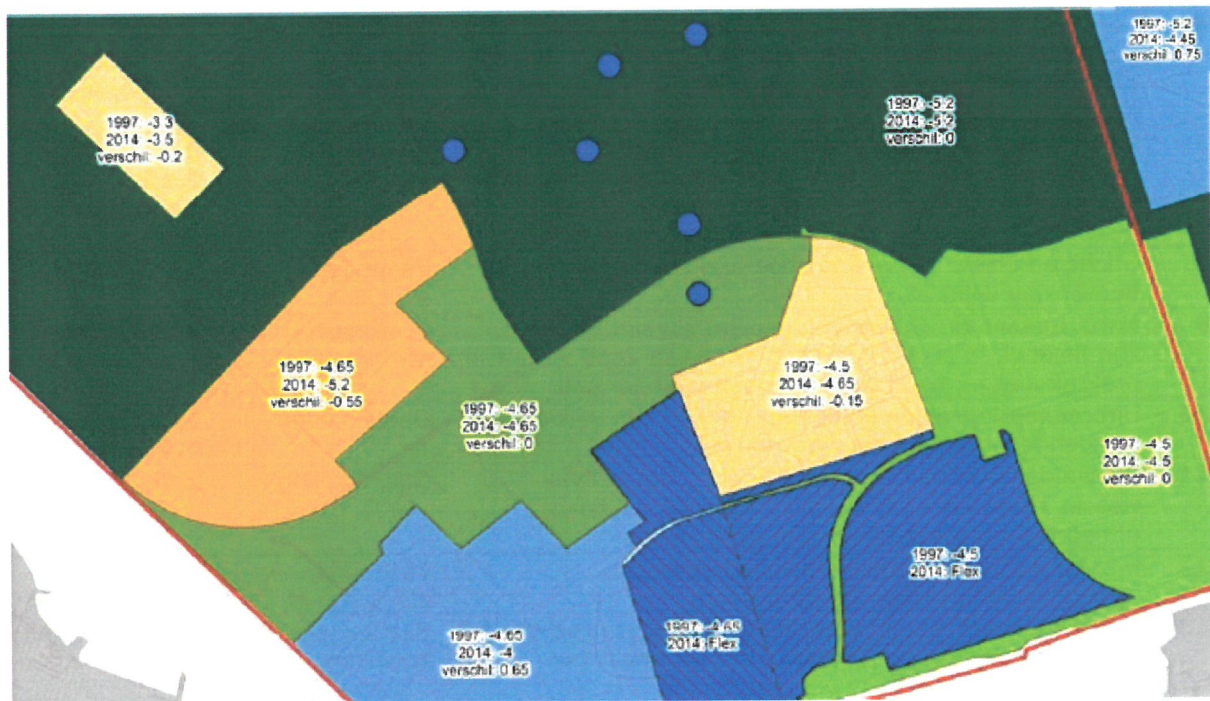 1997: -5.2
2014: -4.45
verschil: 0.75
1997: -3.3
2014: -3.5
verschil: -0.2
1997: -5.2
2014: -5.2
verschil: 0
1997: -4.65
2014: -5.2
verschil: -0.55
1997: -4.65
2014: -4.65
verschil: 0
1997: -4.5
2014: -4.65
verschil: -0.15
1997: -4.5
2014: -4.5
verschil: 0
1997: -4.5
2014: Flex
1997: -4.65
2014: -4
verschil: 0.65
1997: -4.65
2014: Flex